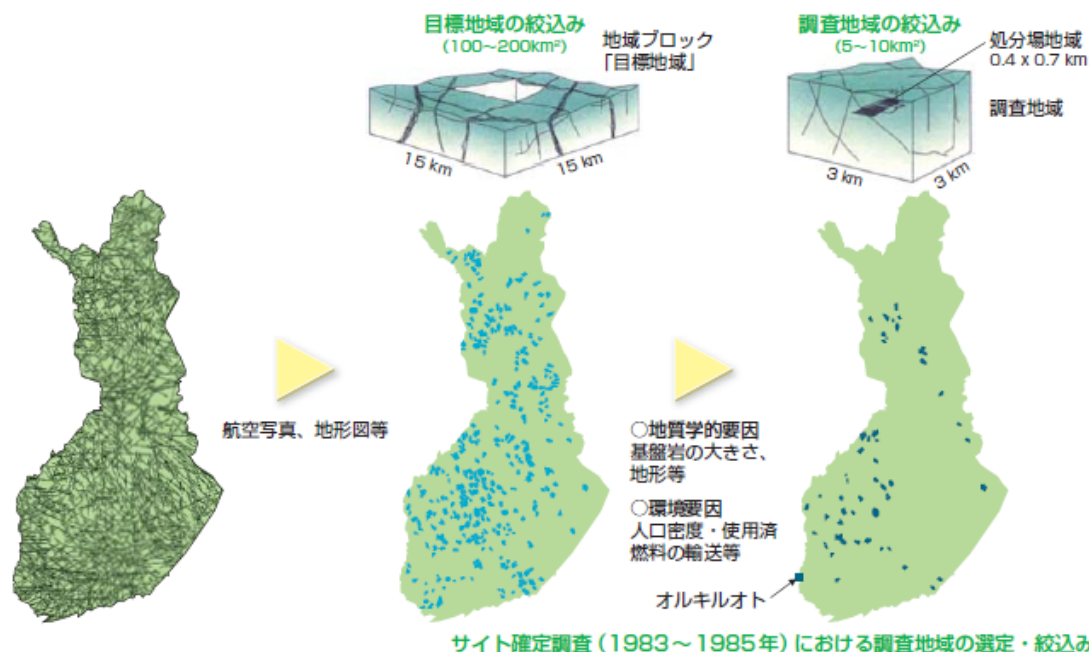 目標地域の絞込み
(100~200km²)
地域ブロック
「目標地域」
15 km
15 km
調査地域の絞込み
(5~10km²)
処分場地域
0.4 x 0.7 km
調査地域
3 km
3 km
航空写真、地形図等
○地質学的要因
基盤岩の大きさ、
地形等
○環境要因
人口密度・使用済
燃料の輸送等
オルキルオト
サイト確定調査(1983~1985年)における調査地域の選定・絞込み